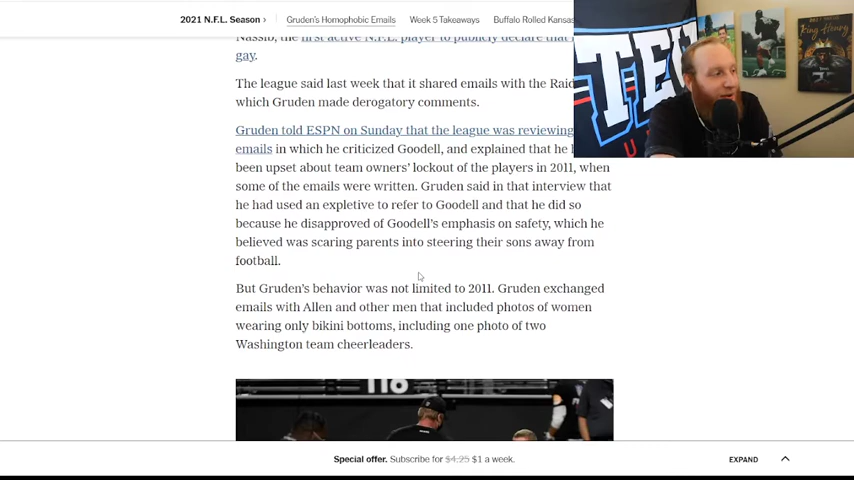 2021 N.F.L. Season › Gruden's Homophobic Emails Week 5 Takeaways Buffalo Rolled Kansas
Nassib, the first active N.F.L. player to publicly declare that
gay.
The league said last week that it shared emails with the Raid
which Gruden made derogatory comments.
Gruden told ESPN on Sunday that the league was reviewing
emails in which he criticized Goodell, and explained that he h
been upset about team owners' lockout of the players in 2011, when
some of the emails were written. Gruden said in that interview that
he had used an expletive to refer to Goodell and that he did so
because he disapproved of Goodell's emphasis on safety, which he
believed was scaring parents into steering their sons away from
football.
But Gruden's behavior was not limited to 2011. Gruden exchanged
emails with Allen and other men that included photos of women
wearing only bikini bottoms, including one photo of two
Washington team cheerleaders.
116
Special offer. Subscribe for $4.25 $1 a week.
EXPAND
TE
U
King Henry